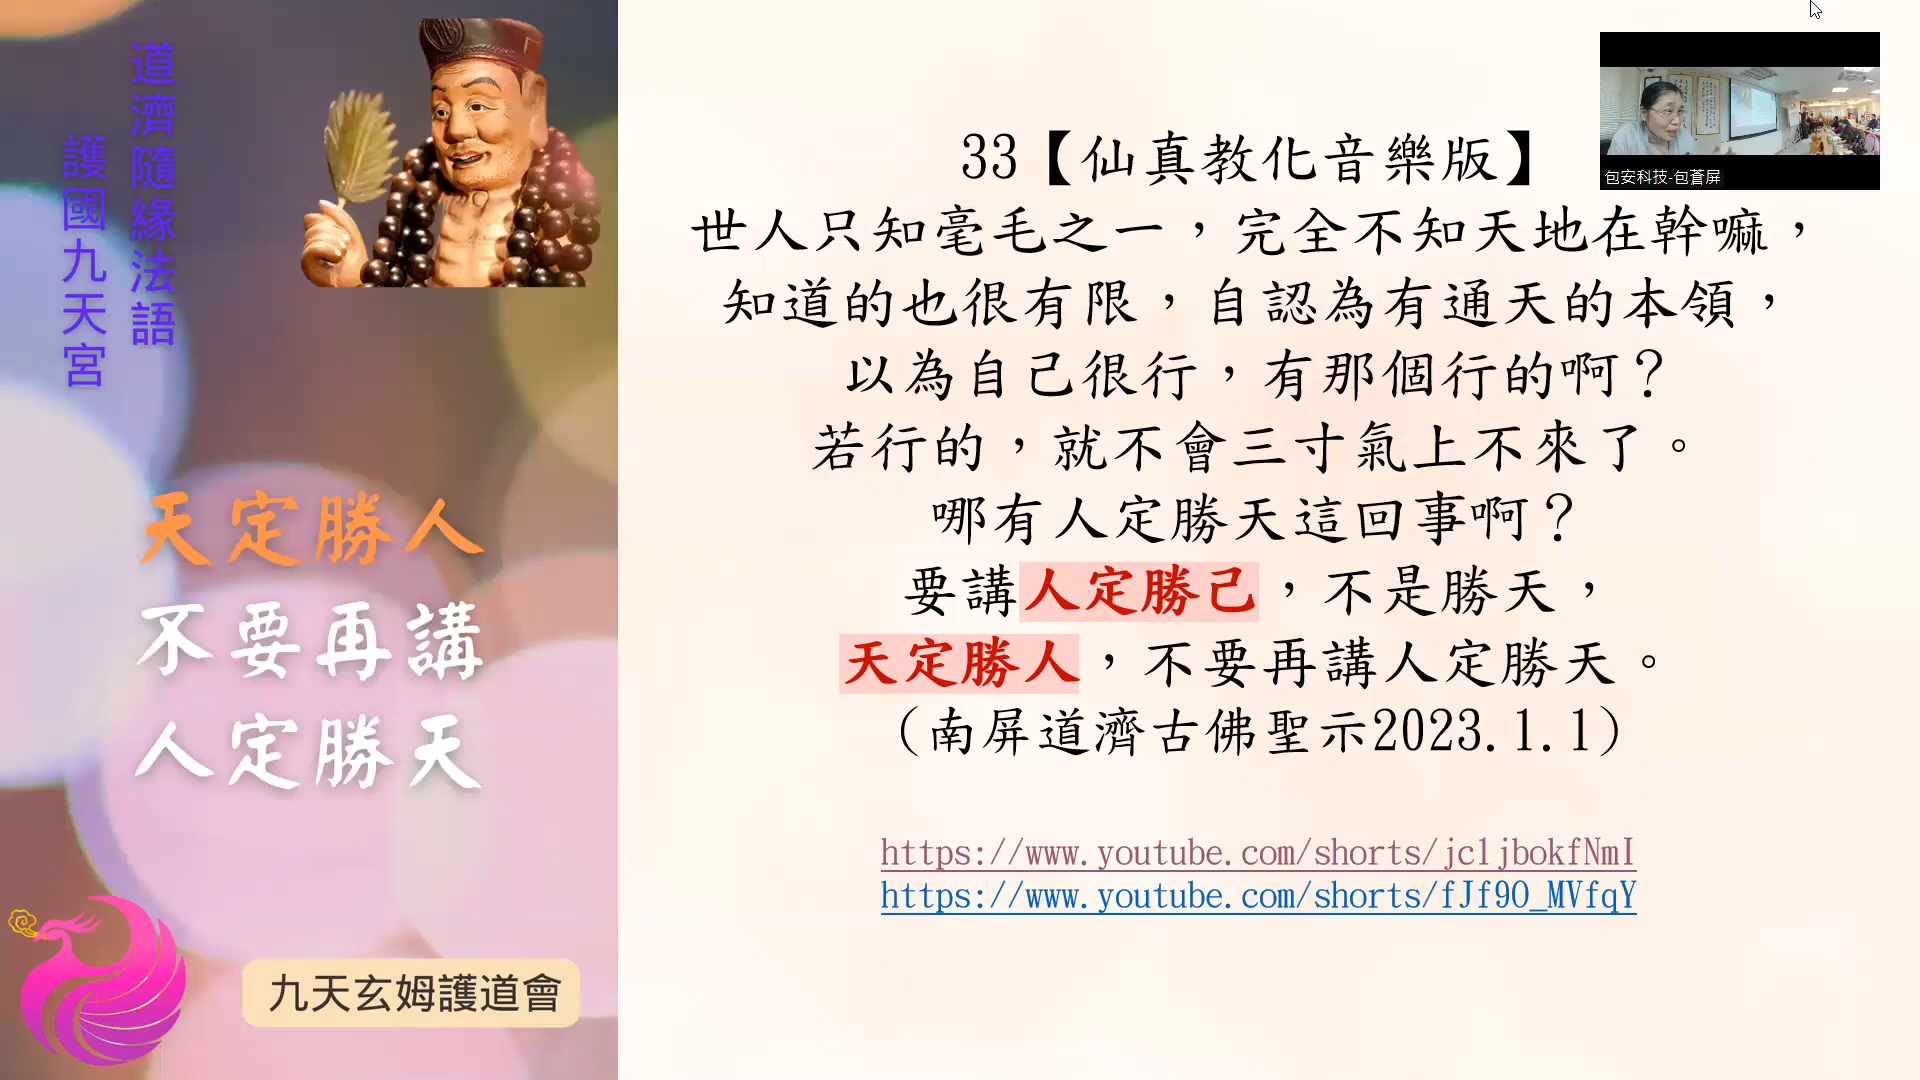 道濟隨緣法語
護國九天宮
天定勝人
不要再講
人定勝天
九天玄姆護道會
33【仙真教化音樂版】
世人只知毫毛之一，完全不知天地在幹嘛，
知道的也很有限，自認為有通天的本領，
以為自己很行，有那個行的啊？
若行的，就不會三寸氣上不來了。
哪有人定勝天這回事啊？
要講人定勝己，不是勝天，
天定勝人，不要再講人定勝天。
（南屏道濟古佛聖示2023.1.1）
https://www.youtube.com/shorts/jc1jbokfNmI
https://www.youtube.com/shorts/fJf9O_MVfqY
包安科技-包蒼屏